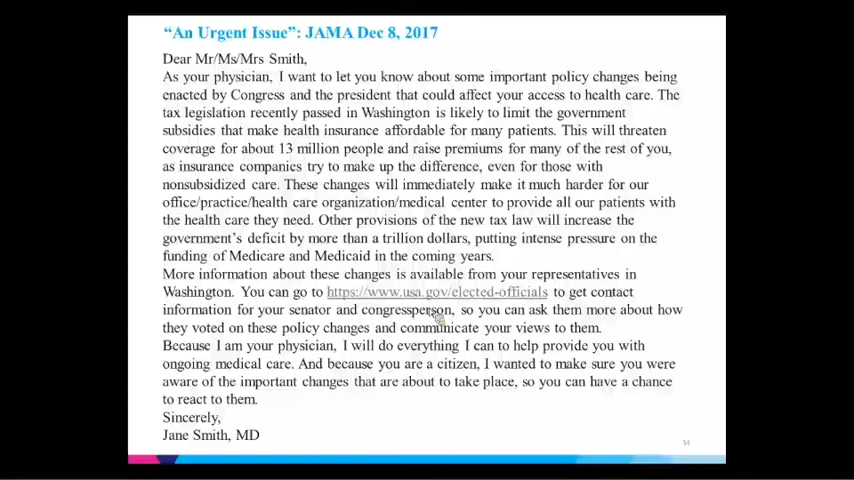 “An Urgent Issue”: JAMA Dec 8, 2017
Dear Mr/Ms/Mrs Smith,
As your physician, I want to let you know about some important policy changes being
enacted by Congress and the president that could affect your access to health care. The
tax legislation recently passed in Washington is likely to limit the government
subsidies that make health insurance affordable for many patients. This will threaten
coverage for about 13 million people and raise premiums for many of the rest of you,
as insurance companies try to make up the difference, even for those with
nonsubsidized care. These changes will immediately make it much harder for our
office/practice/health care organization/medical center to provide all our patients with
the health care they need. Other provisions of the new tax law will increase the
government’s deficit by more than a trillion dollars, putting intense pressure on the
funding of Medicare and Medicaid in the coming years.
More information about these changes is available from your representatives in
Washington. You can go to https://www.usa.gov/elected-officials to get contact
information for your senator and congressperson, so you can ask them more about how
they voted on these policy changes and communicate your views to them.
Because I am your physician, I will do everything I can to help provide you with
ongoing medical care. And because you are a citizen, I wanted to make sure you were
aware of the important changes that are about to take place, so you can have a chance
to react to them.
Sincerely,
Jane Smith, MD